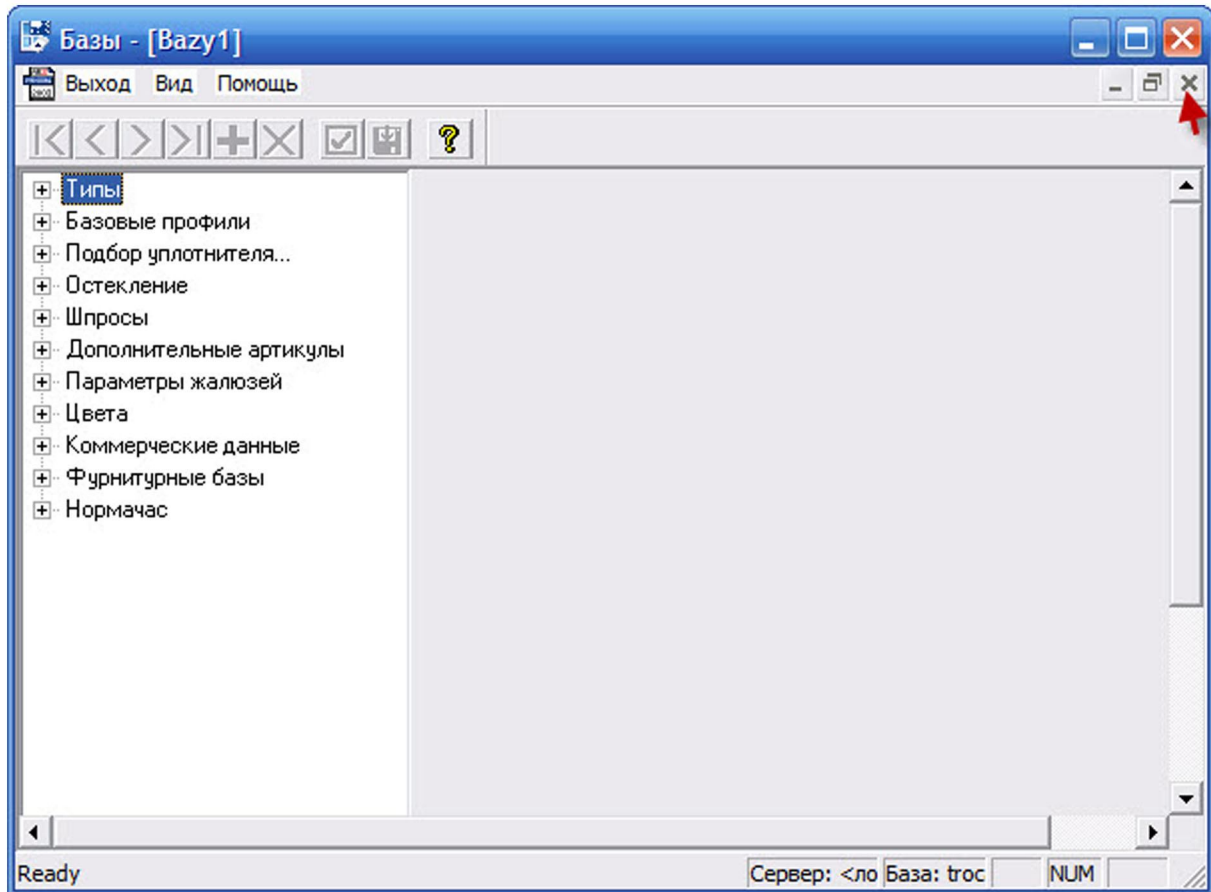 Базы - [Bazy1]
Выход Вид Помощь
Типы
Базовые профили
Подбор уплотнителя...
Остекление
Шпросы
Дополнительные артикулы
Параметры жалюзей
Цвета
Коммерческие данные
Фурнитурные базы
Нормачас
Ready Сервер: <ло База: troc NUM